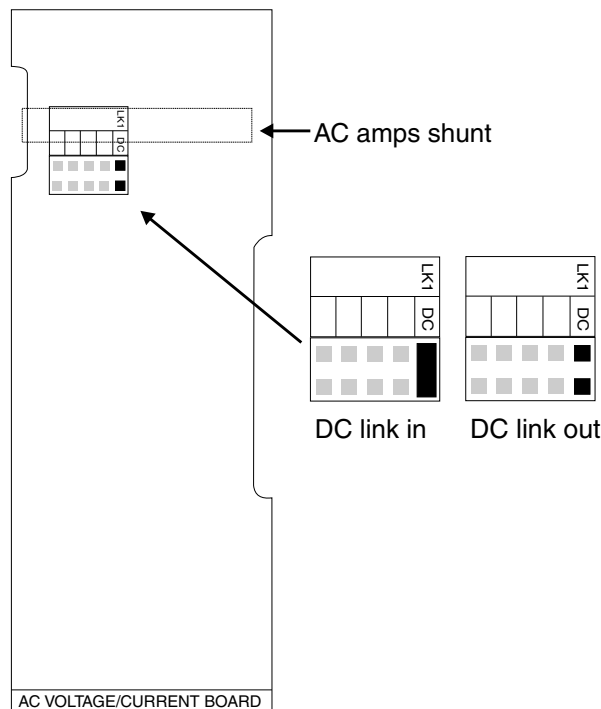 LK1
DC
AC amps shunt
LK1
DC
LK1
DC
DC link in
DC link out
AC VOLTAGE/CURRENT BOARD